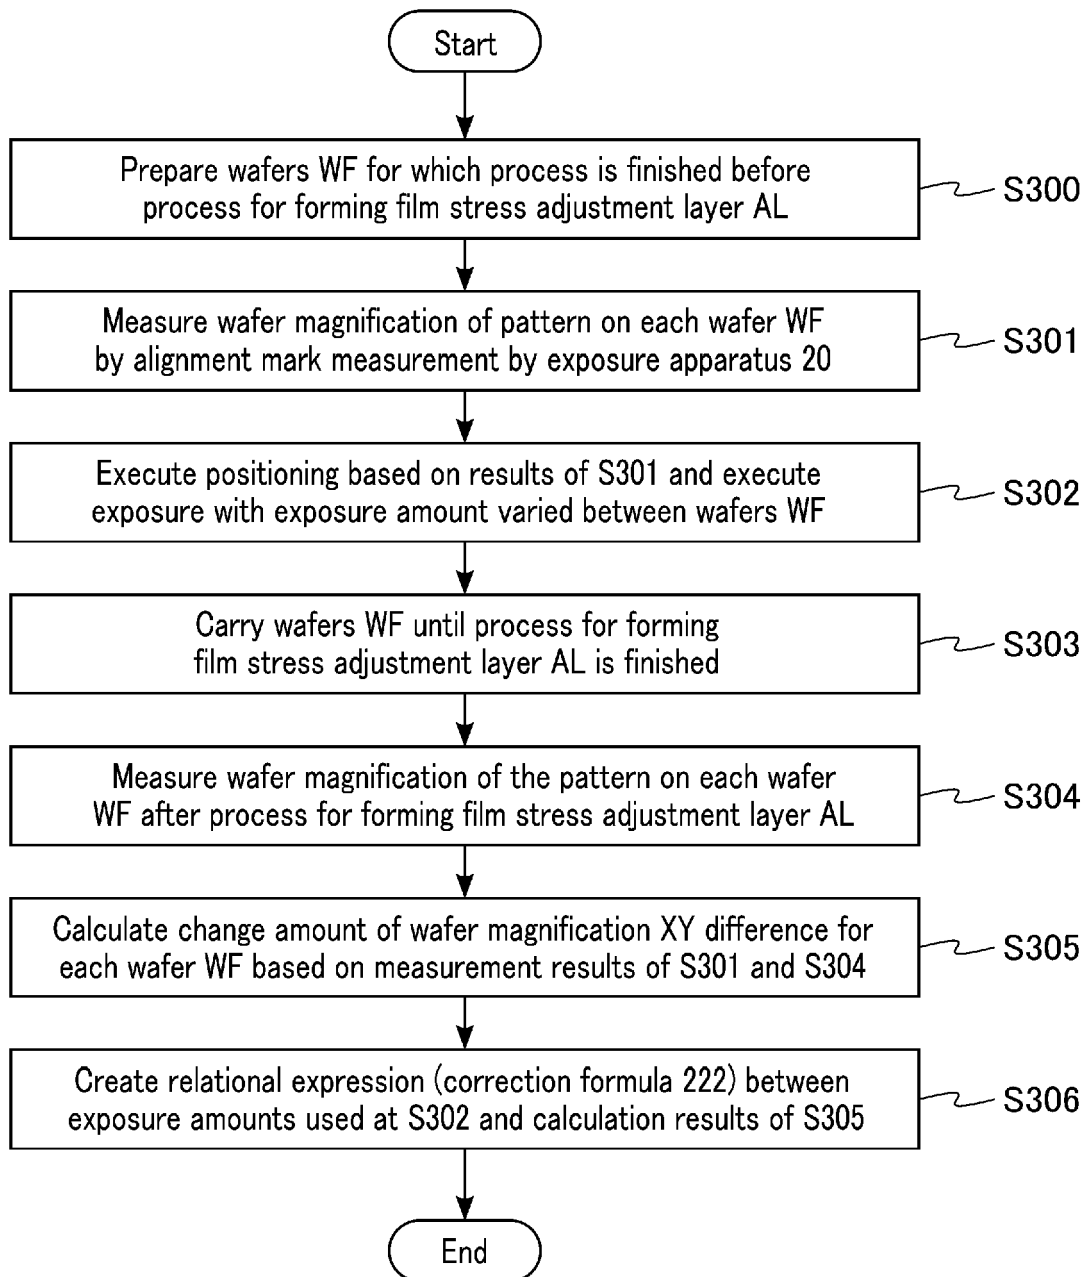 Start
Prepare wafers WF for which process is finished before
process for forming film stress adjustment layer AL
S300
Measure wafer magnification of pattern on each wafer WF
by alignment mark measurement by exposure apparatus 20
S301
Execute positioning based on results of S301 and execute
exposure with exposure amount varied between wafers WF
S302
Carry wafers WF until process for forming
film stress adjustment layer AL is finished
S303
Measure wafer magnification of the pattern on each wafer
WF after process for forming film stress adjustment layer AL
S304
Calculate change amount of wafer magnification XY difference for
each wafer WF based on measurement results of S301 and S304
S305
Create relational expression (correction formula 222) between
exposure amounts used at S302 and calculation results of S305
S306
End